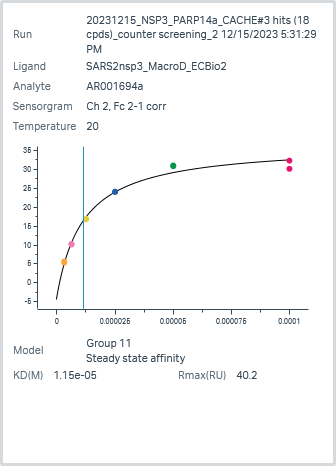 20231215_NSP3_PARP14a_CACHE#3 hits (18
Run cpds)_counter screening_2 12/15/2023 5:31:29
PM
Ligand SARS2nsp3_MacroD_ECBio2
Analyte AR001694a
Sensorgram Ch 2, Fc 2-1 corr
Temperature 20
35
30
25
20
15
10
5
0
-5
0 0.000025 0.00005 0.000075 0.0001
Model Group 11
Steady state affinity
KD(M) 1.15e-05 Rmax(RU) 40.2